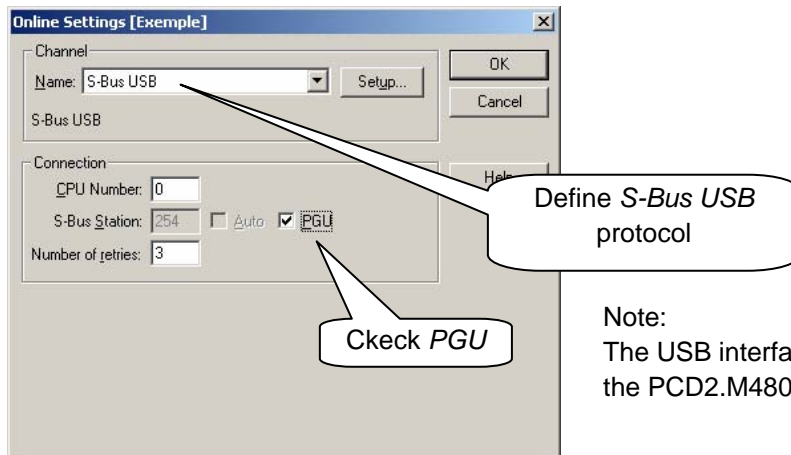 Online Settings [Exemple]
Channel
Name: S-Bus USB
Setup...
S-Bus USB
OK
Cancel
Connection
CPU Number: 0
S-Bus Station: 254 Auto PGU
Number of retries: 3
Define S-Bus USB
protocol
Ckeck PGU
Note:
The USB
the PCD2.M480